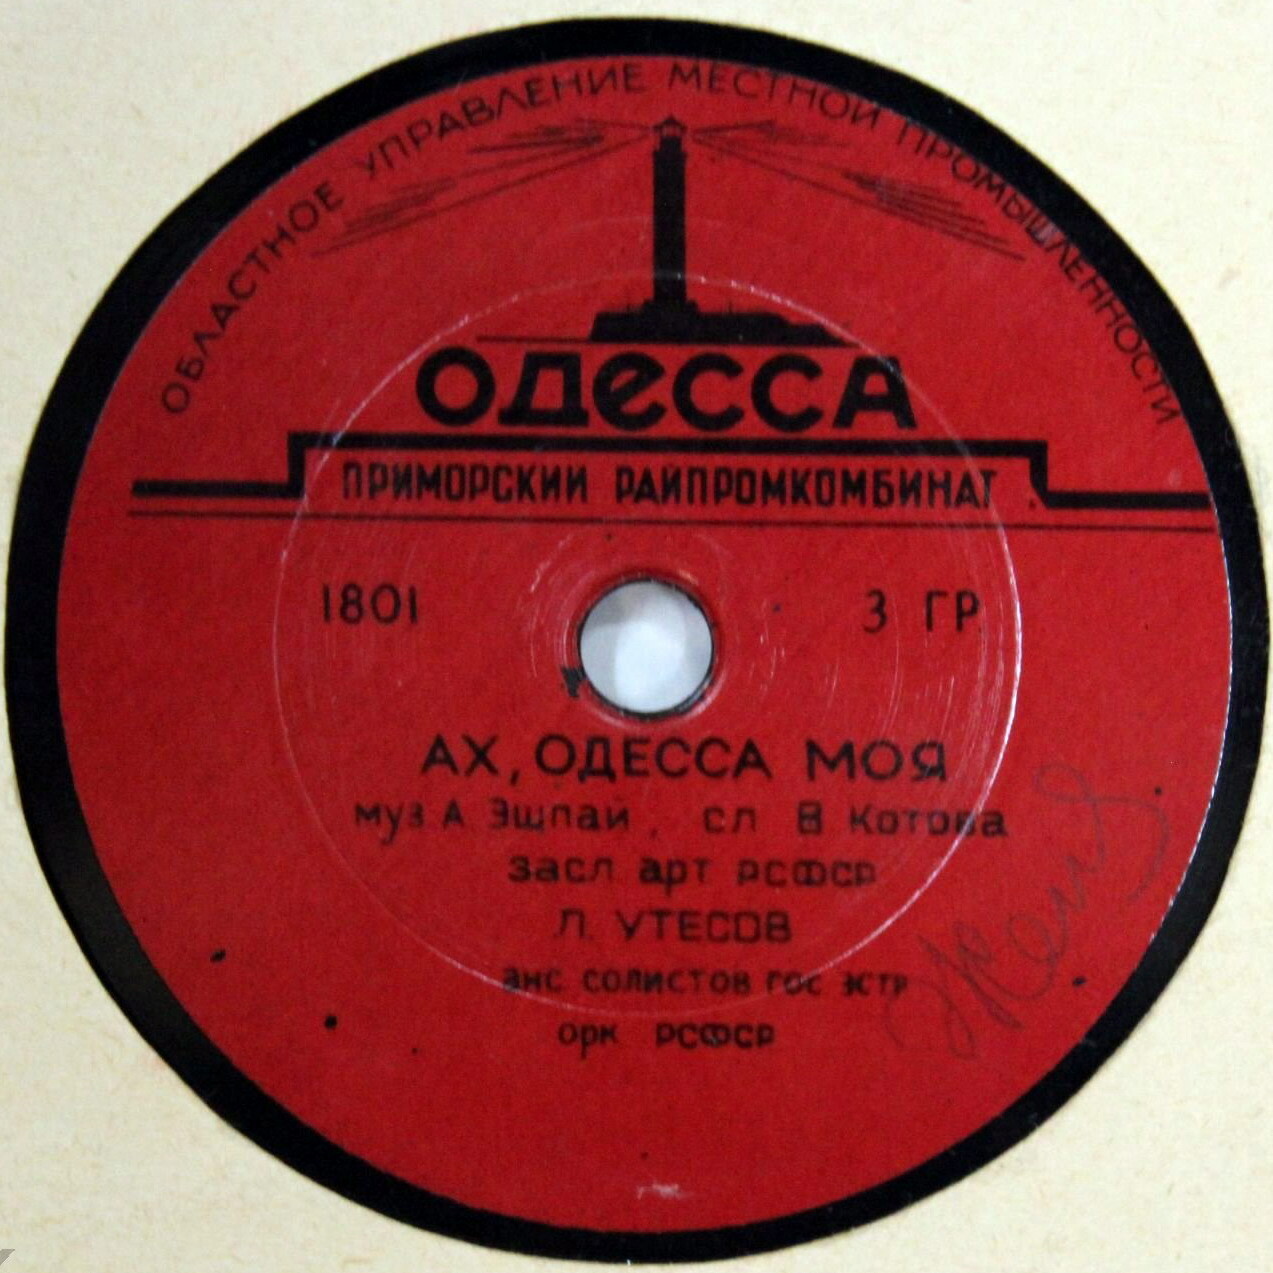 ОБЛАСТНОЕ УПРАВЛЕНИЕ МЕСТНОЙ ПРОМЫШЛЕННОСТИ
ОДеССА
ПРИМОРСКИЙ РАЙПРОМКОМБИНАТ
1801 3 ГР.
АХ, ОДЕССА МОЯ
муз А Эшпай, сл В Котова
засл арт РСФСР
Л. УТЕСОВ
анс солистов гос эстр
орк РСФСР